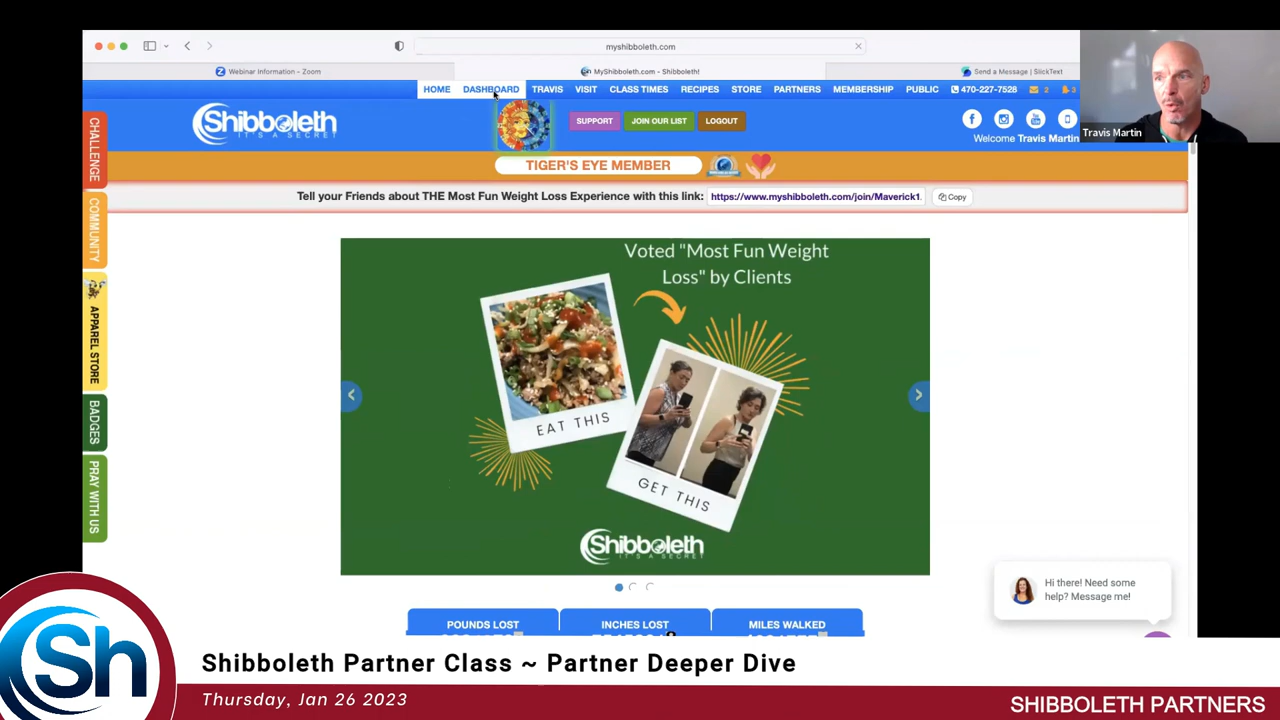 myshibboleth.com
Webinar Information - Zoom
MyShibboleth.com - Shibboleth!
Send a Message | SlickText
HOME
DASHBOARD
TRAVIS
VISIT
CLASS TIMES
RECIPES
STORE
PARTNERS
MEMBERSHIP
PUBLIC
470-227-7528
2
3
Shibboleth
IT'S A SECRET
SUPPORT
JOIN OUR LIST
LOGOUT
Welcome Travis Martin
Travis Martin
TIGER'S EYE MEMBER
Tell your Friends about THE Most Fun Weight Loss Experience with this link:
https://www.myshibboleth.com/join/Maverick1
Copy
CHALLENGE
COMMUNITY
APPAREL STORE
BADGES
PRAY WITH US
Voted "Most Fun Weight
Loss" by Clients
EAT THIS
GET THIS
Shibboleth
IT'S A SECRET
Hi there! Need some
help? Message me!
POUNDS LOST
INCHES LOST
MILES WALKED
Sh
Shibboleth Partner Class ~ Partner Deeper Dive
Thursday, Jan 26 2023
SHIBBOLETH PARTNERS